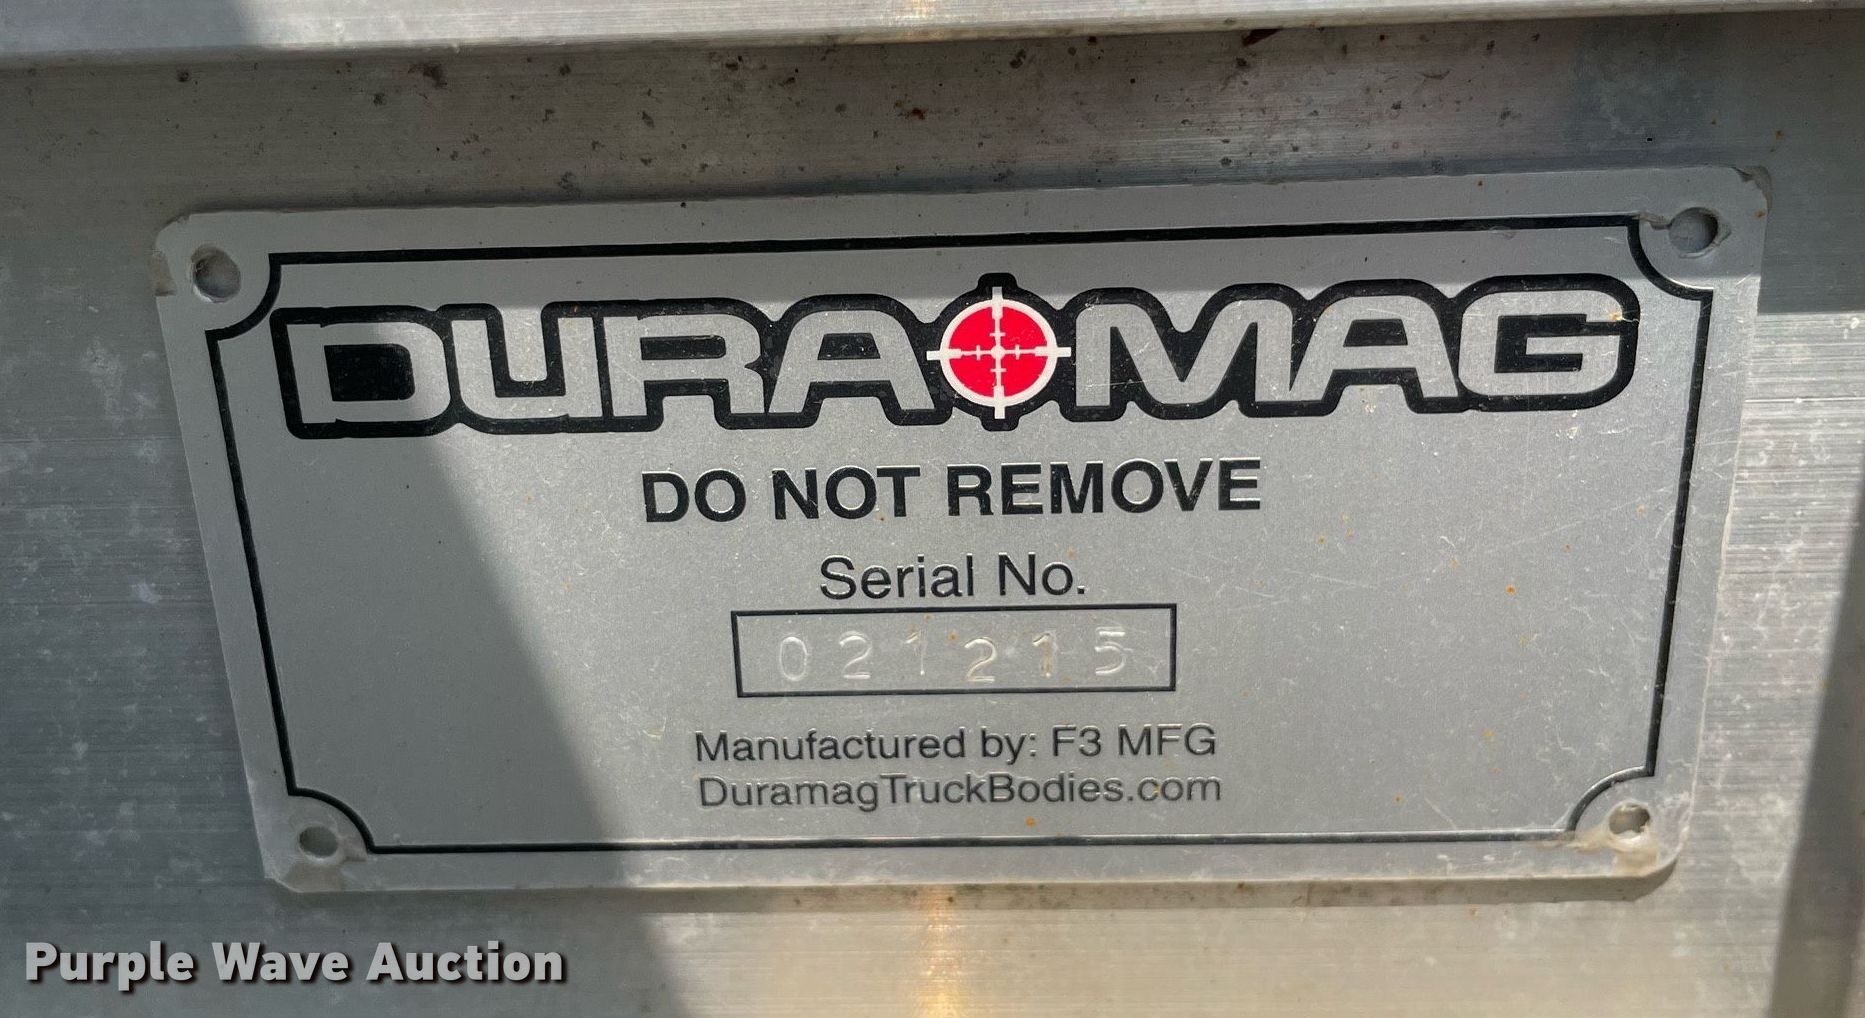 DURAMAG
DO NOT REMOVE
Serial No.
021215
Manufactured by: F3 MFG
DuramagTruckBodies.com
Purple Wave Auction